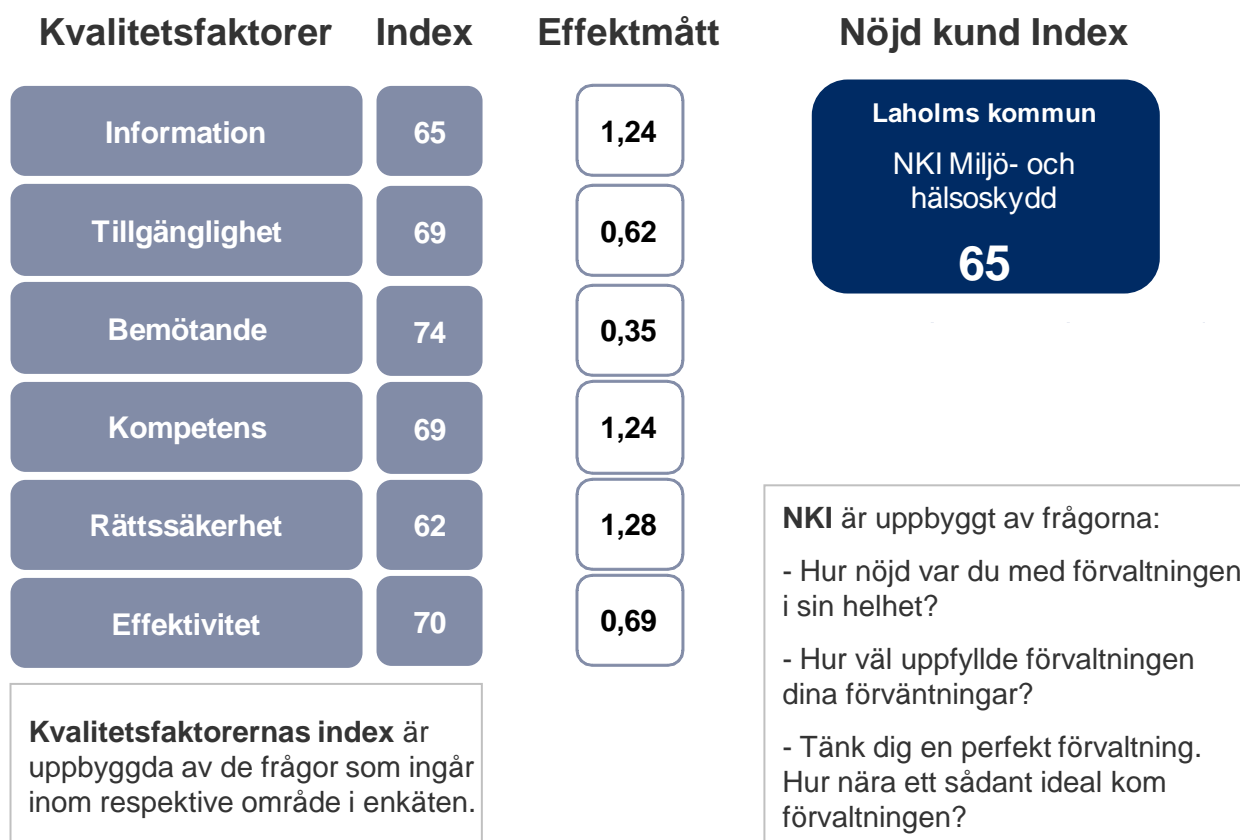 Kvalitetsfaktorer Index Effektmått Nöjd kund Index
Information 65 1,24
Tillgänglighet 69 0,62
Bemötande 74 0,35
Kompetens 69 1,24
Rättssäkerhet 62 1,28
Effektivitet 70 0,69
Laholms kommun
NKI Miljö- och
hälsoskydd
65
Kvalitetsfaktorernas index är
uppbyggda av de frågor som ingår
inom respektive område i enkäten.
NKI är uppbyggt av frågorna:
- Hur nöjd var du med förvaltningen
i sin helhet?
- Hur väl uppfyllde förvaltningen
dina förväntningar?
- Tänk dig en perfekt förvaltning.
Hur nära ett sådant ideal kom
förvaltningen?